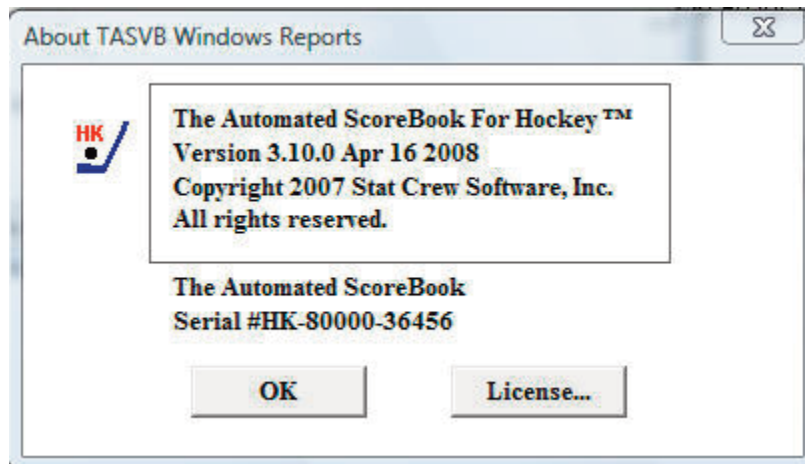 About TASVB Windows Reports
HK
The Automated ScoreBook For Hockey ™
Version 3.10.0 Apr 16 2008
Copyright 2007 Stat Crew Software, Inc.
All rights reserved.
The Automated ScoreBook
Serial #HK-80000-36456
OK
License...